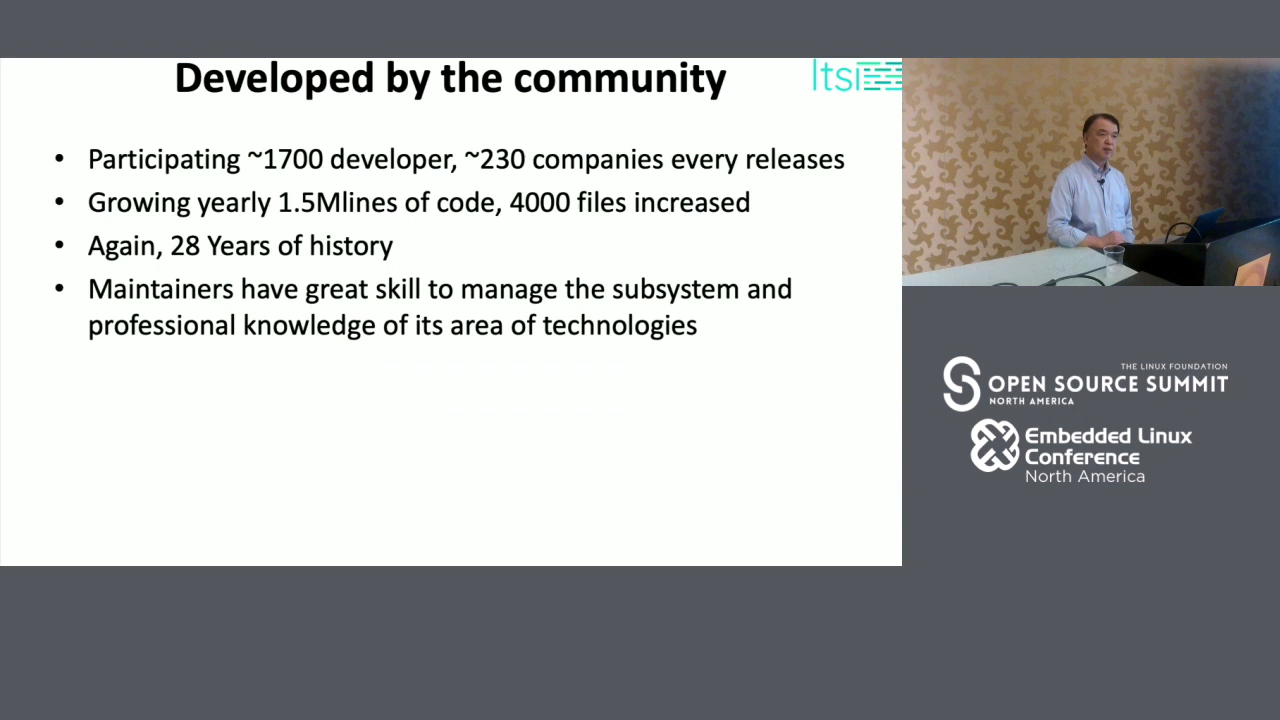 Developed by the community
ltsi
• Participating ~1700 developer, ~230 companies every releases
• Growing yearly 1.5Mlines of code, 4000 files increased
• Again, 28 Years of history
• Maintainers have great skill to manage the subsystem and
professional knowledge of its area of technologies
THE LINUX FOUNDATION
OPEN SOURCE SUMMIT
NORTH AMERICA
Embedded Linux
Conference
North America